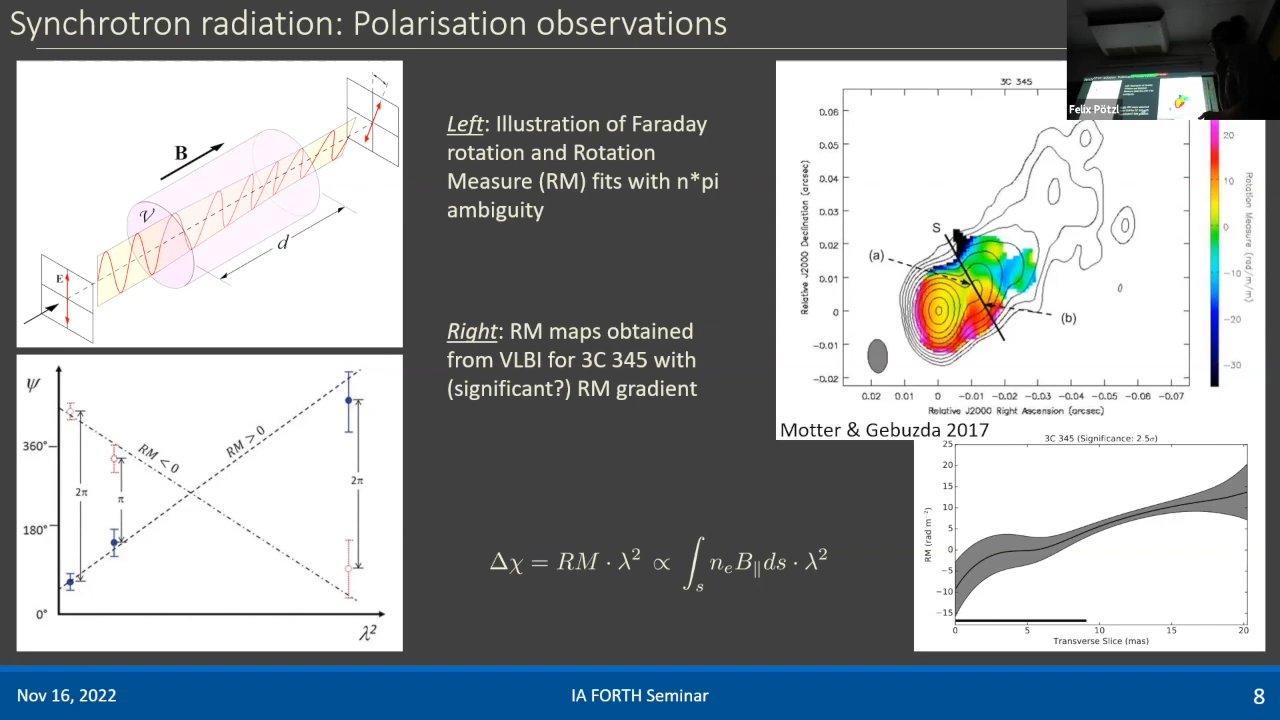 Synchrotron radiation: Polarisation observations
B
𝒱
d
E
Left: Illustration of Faraday
rotation and Rotation
Measure (RM) fits with n*pi
ambiguity
Right: RM maps obtained
from VLBI for 3C 345 with
(significant?) RM gradient
ψ
360°
180°
0°
2π
π
RM < 0
RM > 0
2π
λ²
Δχ = RM · λ² ∝ ∫ₛ nₑB∥ds · λ²
3C 345
Relative J2000 Declination (arcsec)
0.06
0.05
0.04
0.03
0.02
0.01
0
−0.01
−0.02
S
(a)
(b)
0.02 0.01 0 −0.01 −0.02 −0.03 −0.04 −0.05 −0.06 −0.07
Relative J2000 Right Ascension (arcsec)
20
10
0
−10
−20
−30
Rotation Measure (rad/m/m)
Felix Pötzl
Motter & Gebuzda 2017
3C 345 (Significance: 2.5σ)
RM (rad m⁻²)
25
20
15
10
5
0
−5
−10
−15
0 5 10 15 20
Transverse Slice (mas)
Nov 16, 2022
IA FORTH Seminar
8